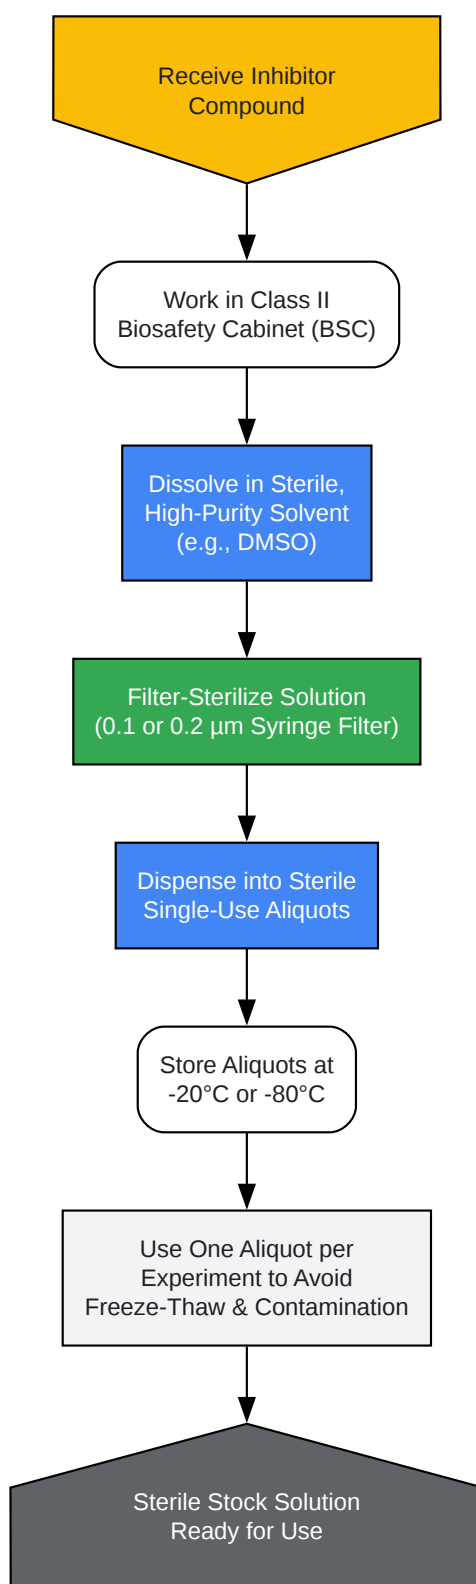 Receive Inhibitor
Compound
Work in Class II
Biosafety Cabinet (BSC)
Dissolve in Sterile,
High-Purity Solvent
(e.g., DMSO)
Filter-Sterilize Solution
(0.1 or 0.2 µm Syringe Filter)
Dispense into Sterile
Single-Use Aliquots
Store Aliquots at
-20°C or -80°C
Use One Aliquot per
Experiment to Avoid
Freeze-Thaw & Contamination
Sterile Stock Solution
Ready for Use